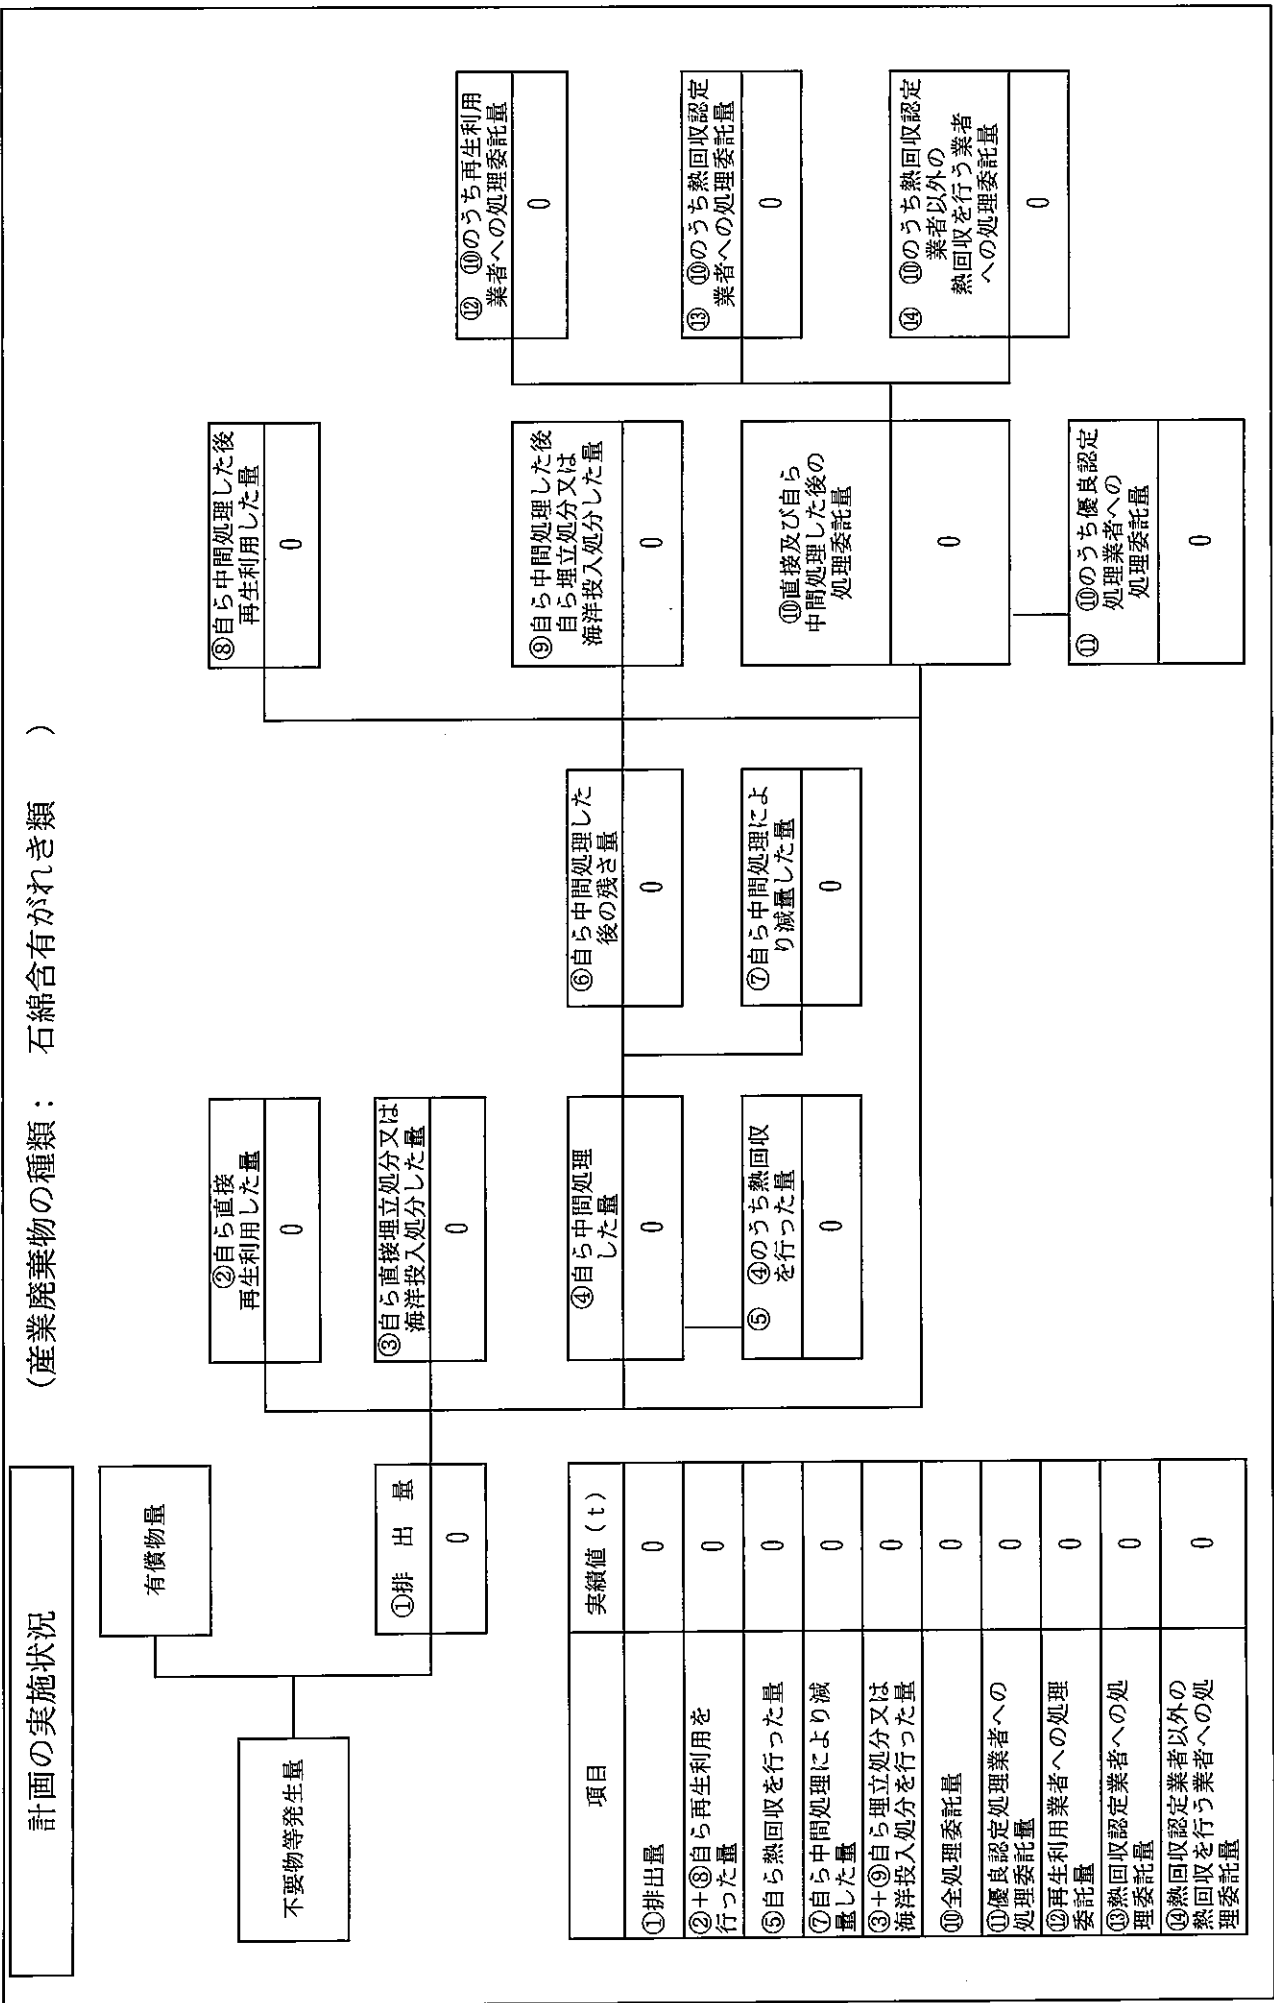 計画の実施状況
(産業廃棄物の種類： 石綿含有がれき類 )
不要物等発生量
有償物量
①排 出 量
0
②自ら直接
再生利用した量
0
③自ら直接埋立処分又は
海洋投入処分した量
0
④自ら中間処理
した量
0
⑤ ④のうち熱回収
を行った量
0
⑥自ら中間処理した
後の残さ量
0
⑦自ら中間処理によ
り減量した量
0
⑧自ら中間処理した後
再生利用した量
0
⑨自ら中間処理した後
自ら埋立処分又は
海洋投入処分した量
0
⑩直接及び自ら
中間処理した後の
処理委託量
0
⑪ ⑩のうち優良認定
処理業者への
処理委託量
0
⑫ ⑩のうち再生利用
業者への処理委託量
0
⑬ ⑩のうち熱回収認定
業者への処理委託量
0
⑭ ⑩のうち熱回収認定
業者以外の
熱回収を行う業者
への処理委託量
0
項目 実績値（t）
①排出量 0
②+⑧自ら再生利用を
行った量 0
⑤自ら熱回収を行った量 0
⑦自ら中間処理により減
量した量 0
③+⑨自ら埋立処分又は
海洋投入処分を行った量 0
⑩全処理委託量 0
⑪優良認定処理業者への
処理委託量 0
⑫再生利用業者への処理
委託量 0
⑬熱回収認定業者への処
理委託量 0
⑭熱回収認定業者以外の
熱回収を行う業者への処
理委託量 0